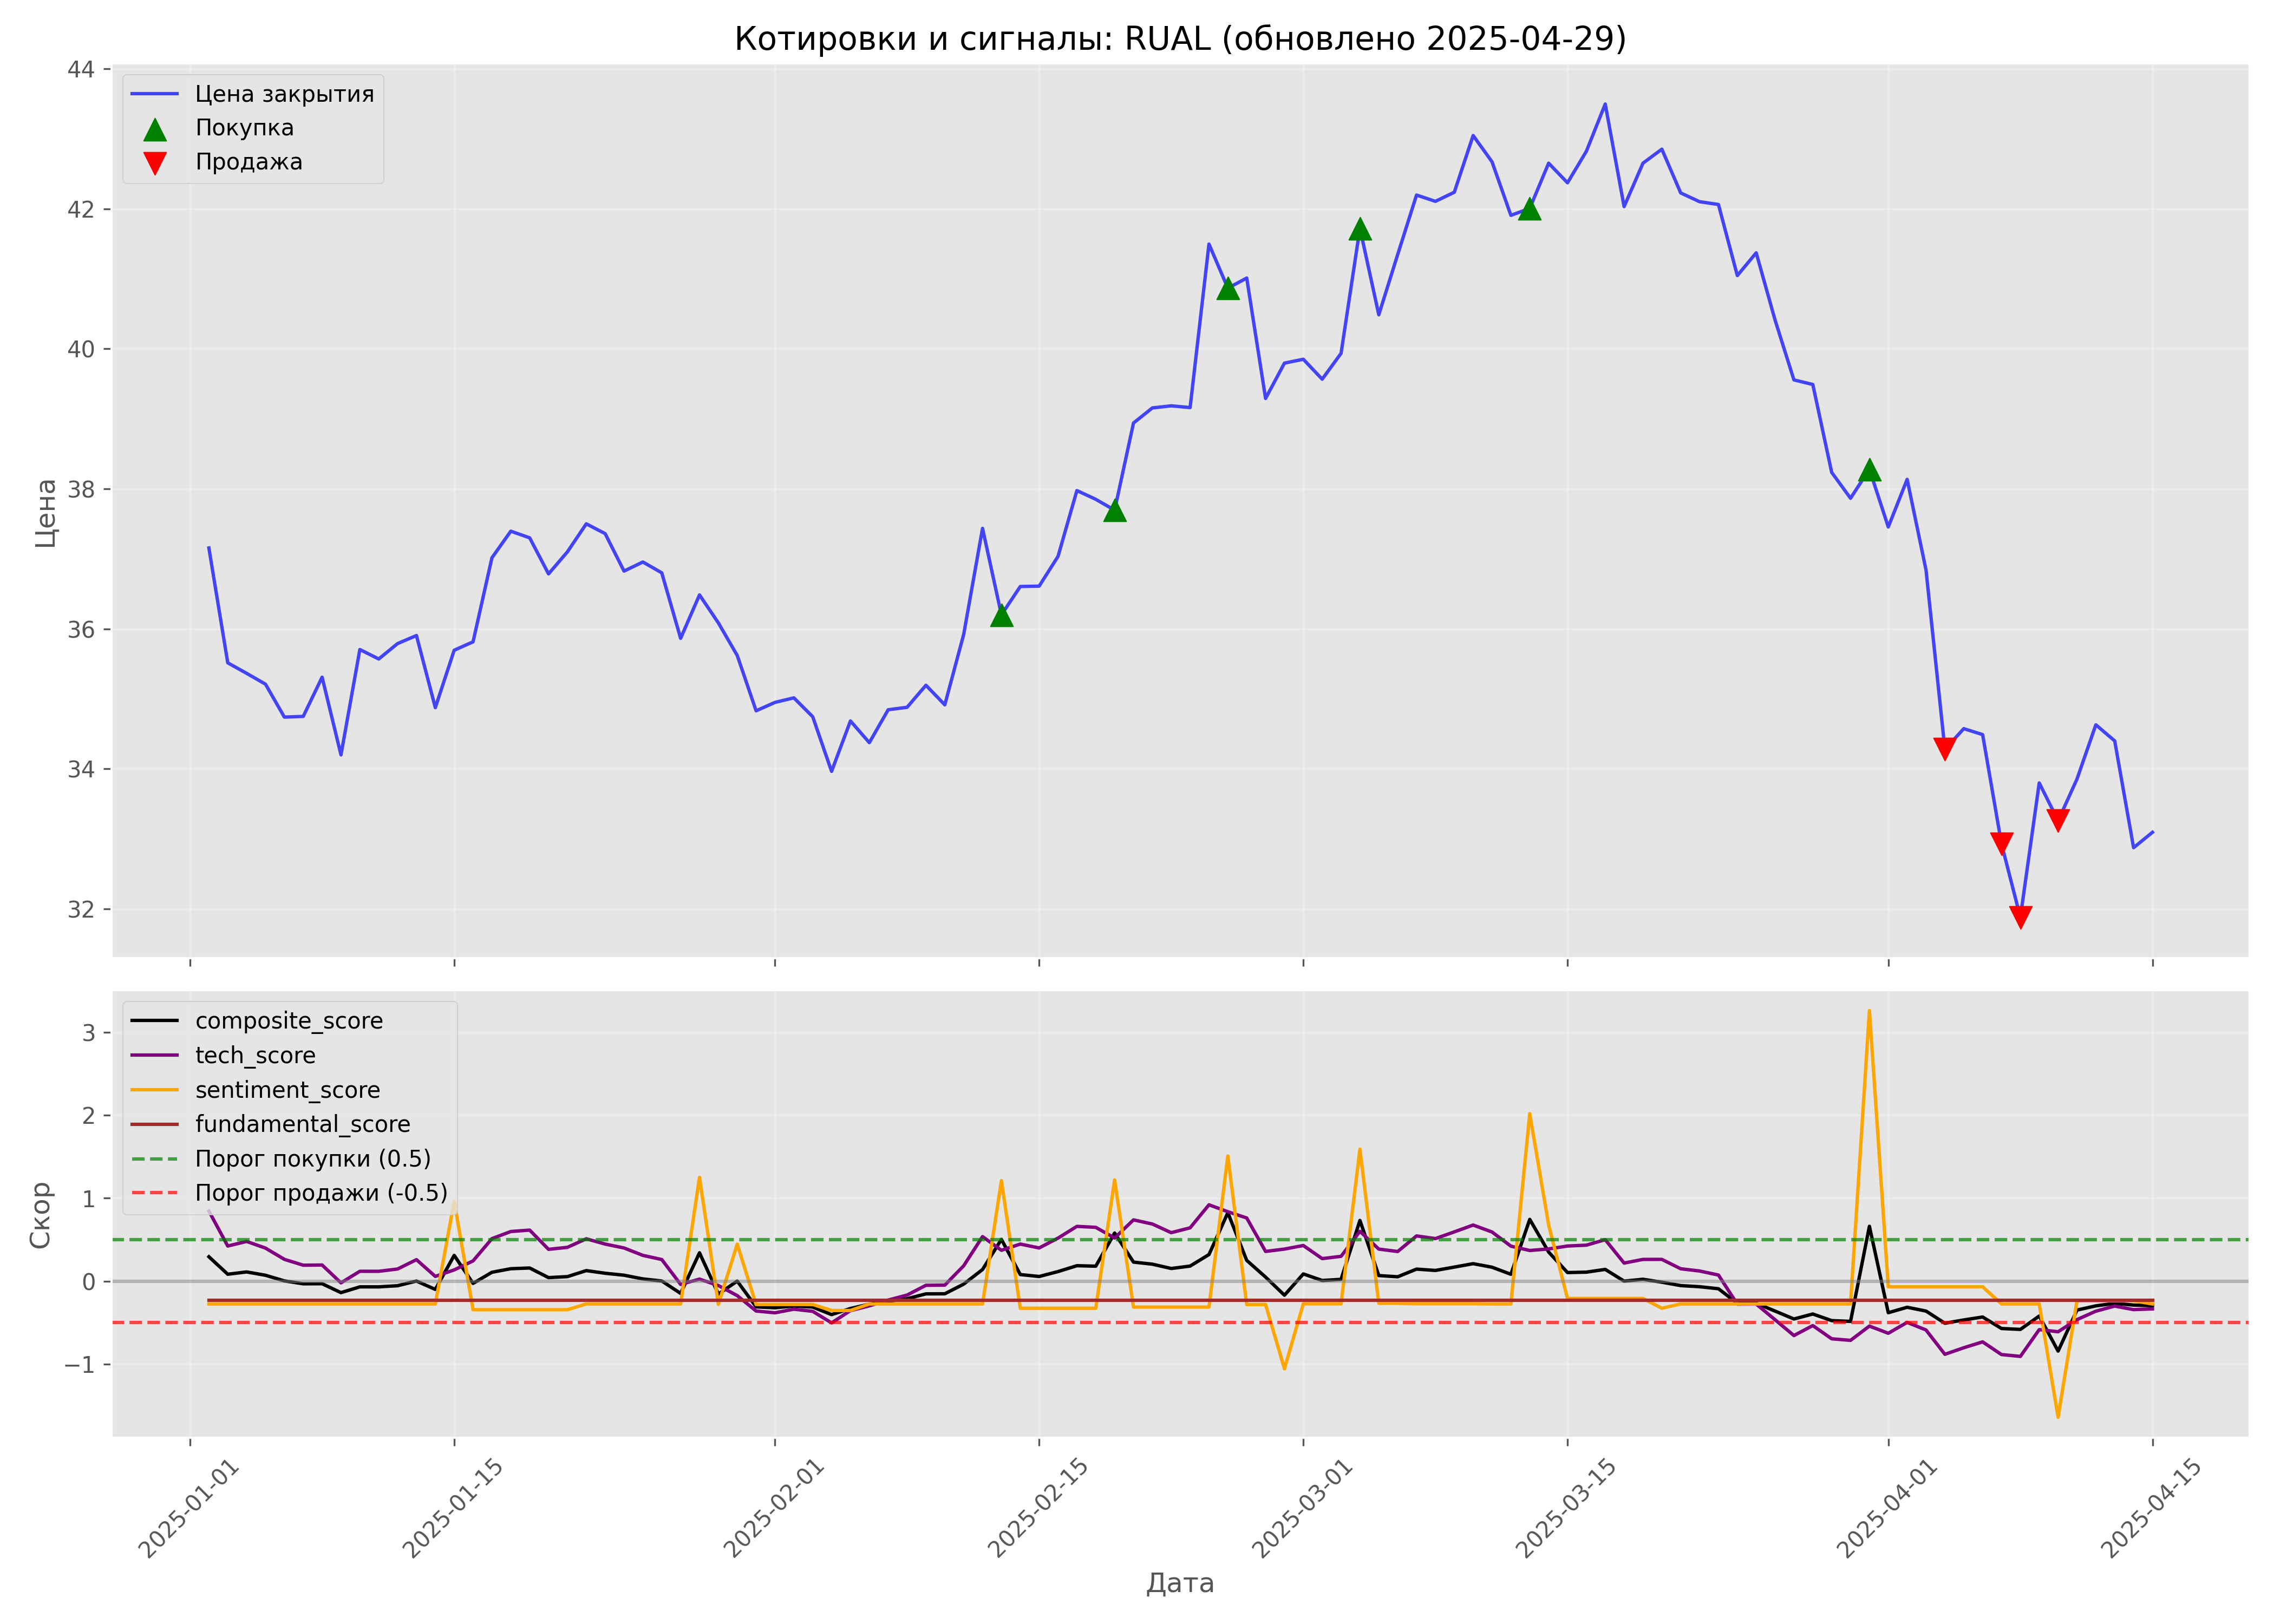 Котировки и сигналы: RUAL (обновлено 2025-04-29)
Цена закрытия
Покупка
Продажа
Цена
44
42
40
38
36
34
32
composite_score
tech_score
sentiment_score
fundamental_score
Порог покупки (0.5)
Порог продажи (-0.5)
Скор
3
2
1
0
−1
2025-01-01
2025-01-15
2025-02-01
2025-02-15
2025-03-01
2025-03-15
2025-04-01
2025-04-15
Дата